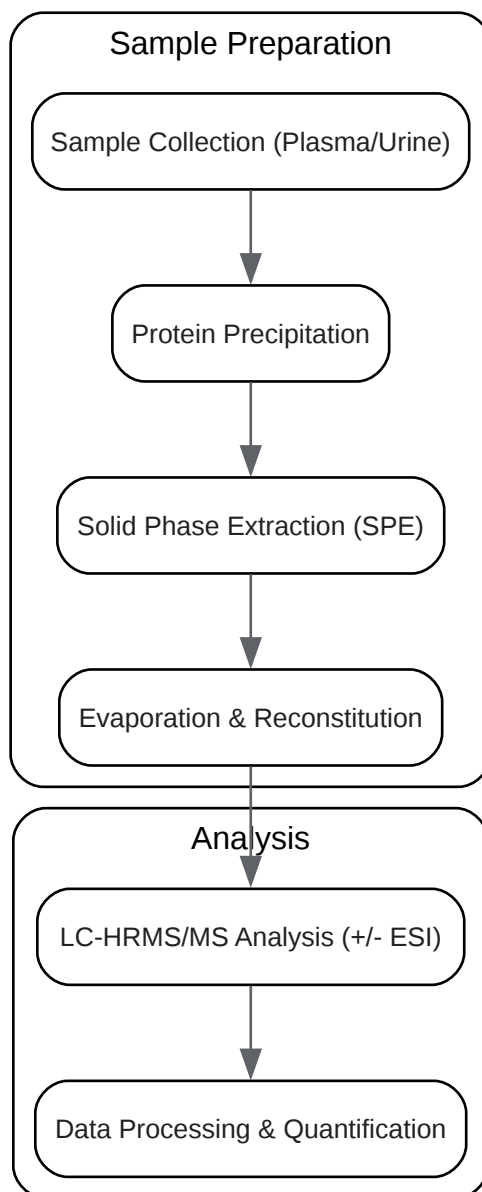 Sample Preparation
Sample Collection (Plasma/Urine)
Protein Precipitation
Solid Phase Extraction (SPE)
Evaporation & Reconstitution
Analysis
LC-HRMS/MS Analysis (+/- ESI)
Data Processing & Quantification